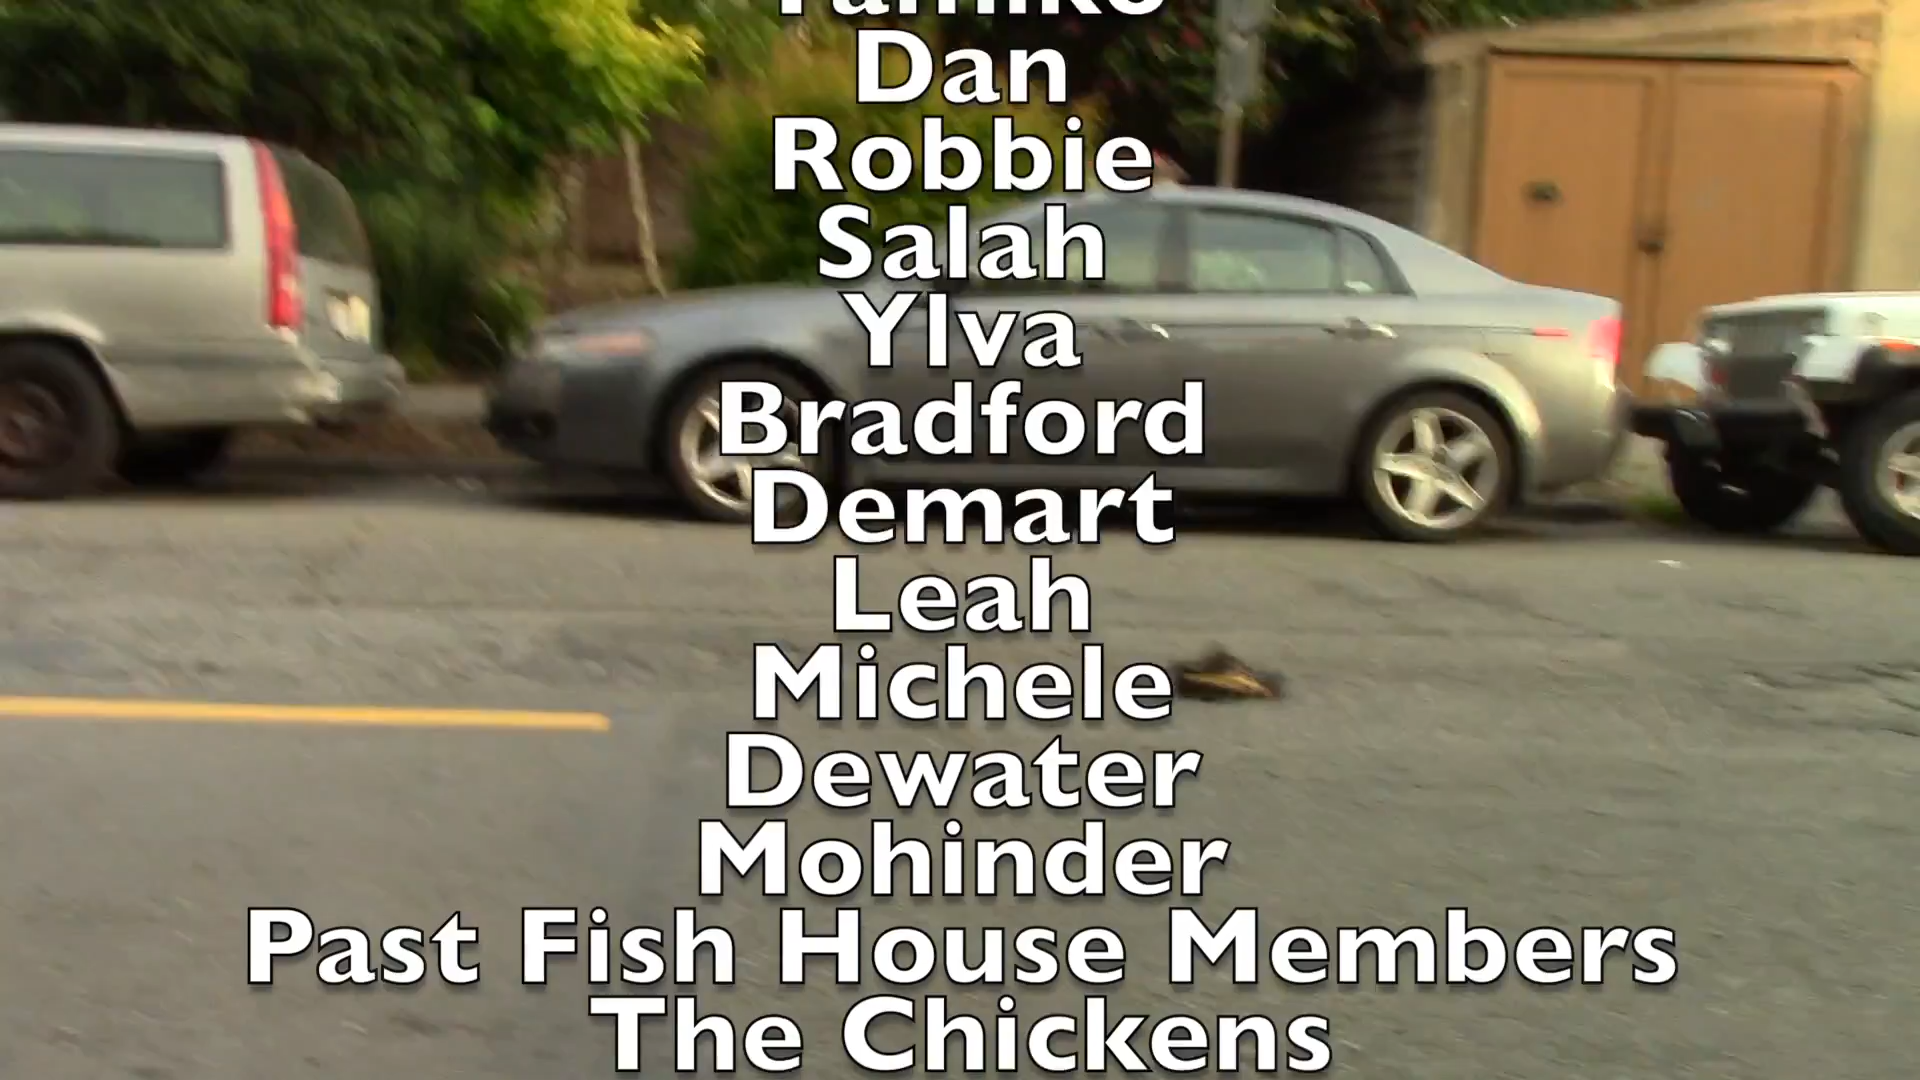 Dan
Robbie
Salah
Ylva
Bradford
Demart
Leah
Michele
Dewater
Mohinder
Past Fish House Members
The Chickens